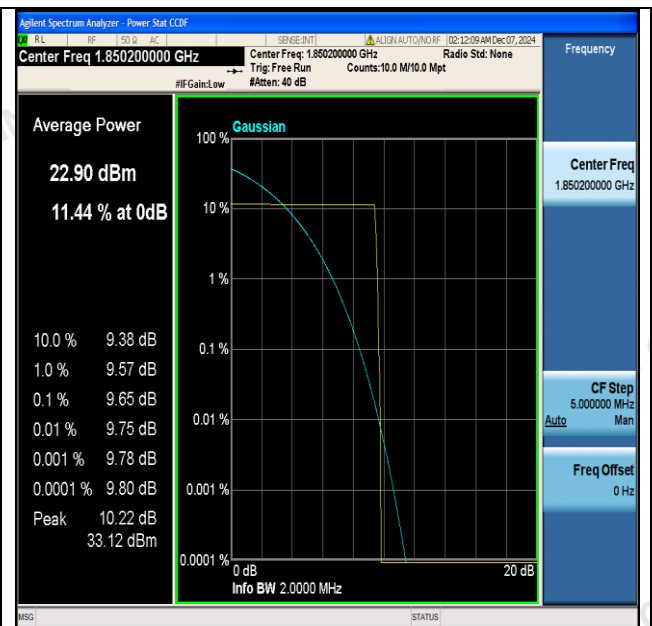 Agilent Spectrum Analyzer - Power Stat CCDF
LXI RL RF 50 Ω AC SENSE:INT ALIGN AUTO/NO RF 02:12:09 AM Dec 07, 2024
Center Freq 1.850200000 GHz
Center Freq: 1.850200000 GHz Radio Std: None
Trig: Free Run Counts:10.0 M/10.0 Mpt
#IFGain:Low #Atten: 40 dB
Frequency
Average Power
22.90 dBm
11.44 % at 0dB
10.0 % 9.38 dB
1.0 % 9.57 dB
0.1 % 9.65 dB
0.01 % 9.75 dB
0.001 % 9.78 dB
0.0001 % 9.80 dB
Peak 10.22 dB
33.12 dBm
Gaussian
100 %
10 %
1 %
0.1 %
0.01 %
0.001 %
0.0001 %
0 dB 20 dB
Info BW 2.0000 MHz
Center Freq
1.850200000 GHz
CF Step
5.000000 MHz
Auto Man
Freq Offset
0 Hz
MSG STATUS